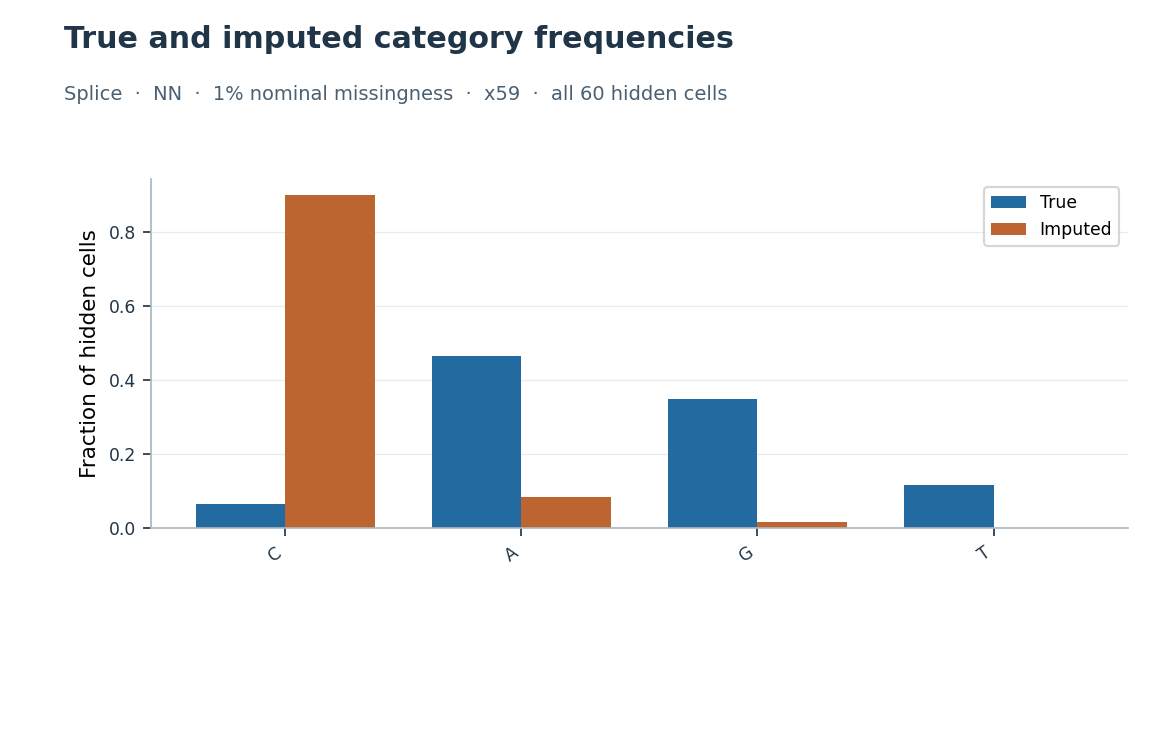 True and imputed category frequencies
Splice · NN · 1% nominal missingness · x59 · all 60 hidden cells
True
Imputed
Fraction of hidden cells
0.8
0.6
0.4
0.2
0.0
C
A
G
T